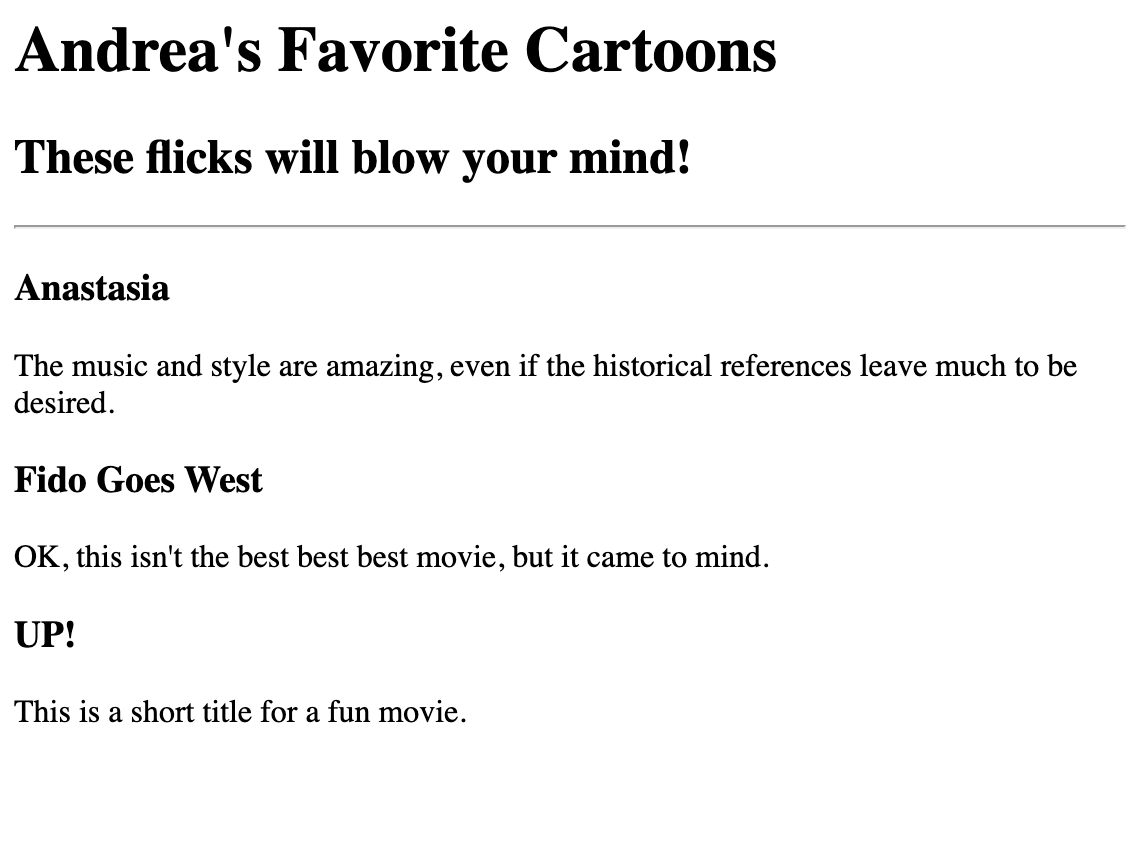 Andrea's Favorite Cartoons
These flicks will blow your mind!
Anastasia
The music and style are amazing, even if the historical references leave much to be
desired.
Fido Goes West
OK, this isn't the best best best movie, but it came to mind.
UP!
This is a short title for a fun movie.